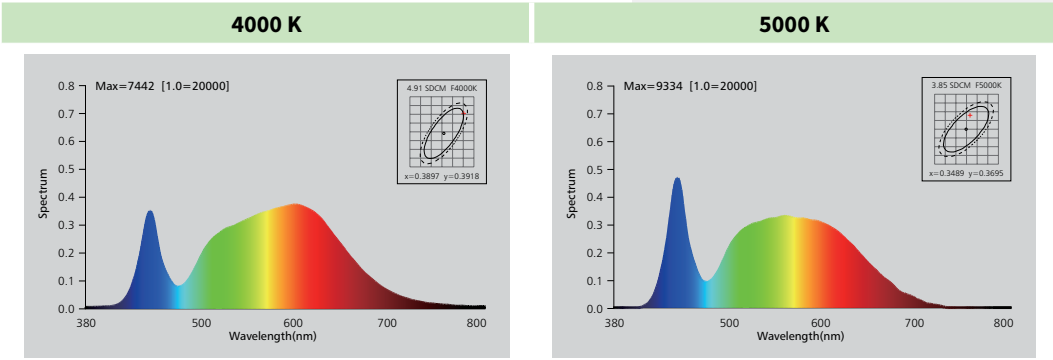 4000 K
Max=7442 [1.0=20000]
4.91 SDCM F4000K
x=0.3897 y=0.3918
Spectrum
0.8
0.7
0.6
0.5
0.4
0.3
0.2
0.1
0.0
380 500 600 700 800
Wavelength(nm)
5000 K
Max=9334 [1.0=20000]
3.85 SDCM F5000K
x=0.3489 y=0.3695
Spectrum
0.8
0.7
0.6
0.5
0.4
0.3
0.2
0.1
0.0
380 500 600 700 800
Wavelength(nm)